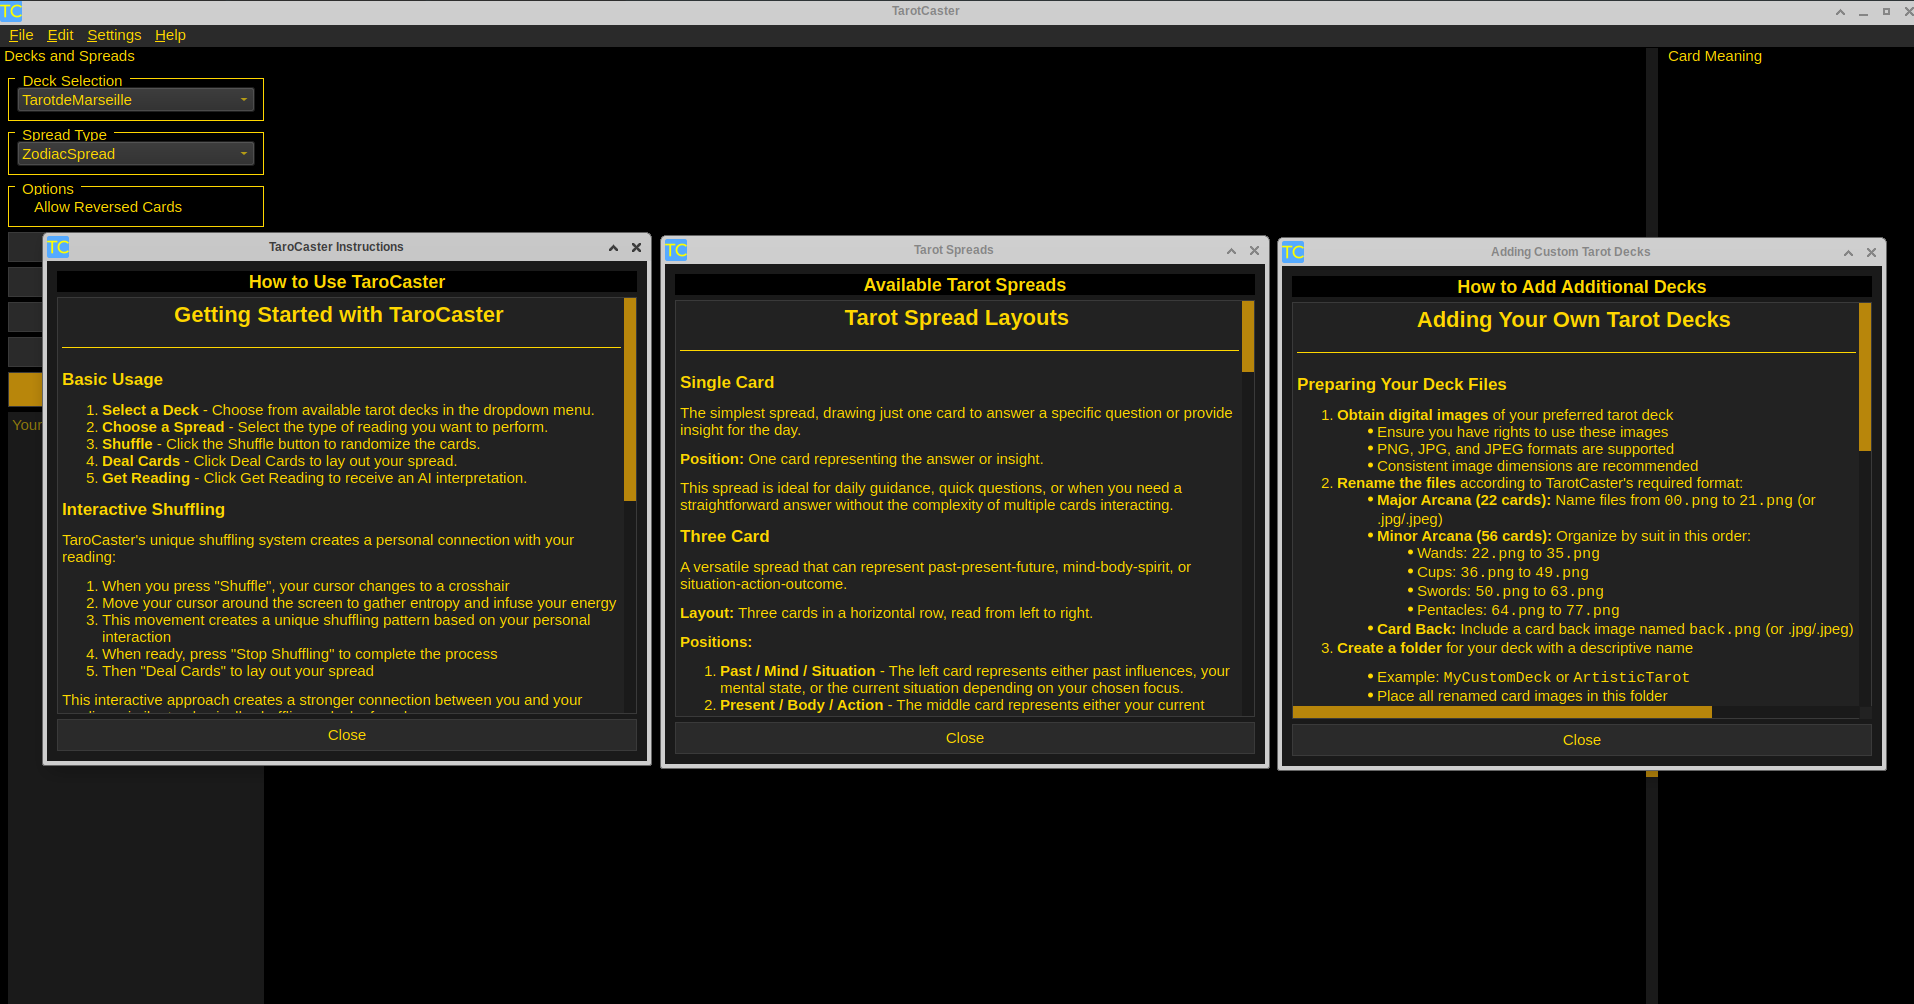 TC
TarotCaster
File Edit Settings Help
Decks and Spreads
Deck Selection
TarotdeMarseille
Spread Type
ZodiacSpread
Options
Allow Reversed Cards
Your
Card Meaning
TC
TaroCaster Instructions
How to Use TaroCaster
Getting Started with TaroCaster
Basic Usage
1. Select a Deck - Choose from available tarot decks in the dropdown menu.
2. Choose a Spread - Select the type of reading you want to perform.
3. Shuffle - Click the Shuffle button to randomize the cards.
4. Deal Cards - Click Deal Cards to lay out your spread.
5. Get Reading - Click Get Reading to receive an AI interpretation.
Interactive Shuffling
TaroCaster's unique shuffling system creates a personal connection with your
reading:
1. When you press "Shuffle", your cursor changes to a crosshair
2. Move your cursor around the screen to gather entropy and infuse your energy
3. This movement creates a unique shuffling pattern based on your personal
interaction
4. When ready, press "Stop Shuffling" to complete the process
5. Then "Deal Cards" to lay out your spread
This interactive approach creates a stronger connection between you and your
Close
TC
Tarot Spreads
Available Tarot Spreads
Tarot Spread Layouts
Single Card
The simplest spread, drawing just one card to answer a specific question or provide
insight for the day.
Position: One card representing the answer or insight.
This spread is ideal for daily guidance, quick questions, or when you need a
straightforward answer without the complexity of multiple cards interacting.
Three Card
A versatile spread that can represent past-present-future, mind-body-spirit, or
situation-action-outcome.
Layout: Three cards in a horizontal row, read from left to right.
Positions:
1. Past / Mind / Situation - The left card represents either past influences, your
mental state, or the current situation depending on your chosen focus.
2. Present / Body / Action - The middle card represents either your current
Close
TC
Adding Custom Tarot Decks
How to Add Additional Decks
Adding Your Own Tarot Decks
Preparing Your Deck Files
1. Obtain digital images of your preferred tarot deck
• Ensure you have rights to use these images
• PNG, JPG, and JPEG formats are supported
• Consistent image dimensions are recommended
2. Rename the files according to TarotCaster's required format:
• Major Arcana (22 cards): Name files from 00.png to 21.png (or
.jpg/.jpeg)
• Minor Arcana (56 cards): Organize by suit in this order:
• Wands: 22.png to 35.png
• Cups: 36.png to 49.png
• Swords: 50.png to 63.png
• Pentacles: 64.png to 77.png
• Card Back: Include a card back image named back.png (or .jpg/.jpeg)
3. Create a folder for your deck with a descriptive name
• Example: MyCustomDeck or ArtisticTarot
• Place all renamed card images in this folder
Close